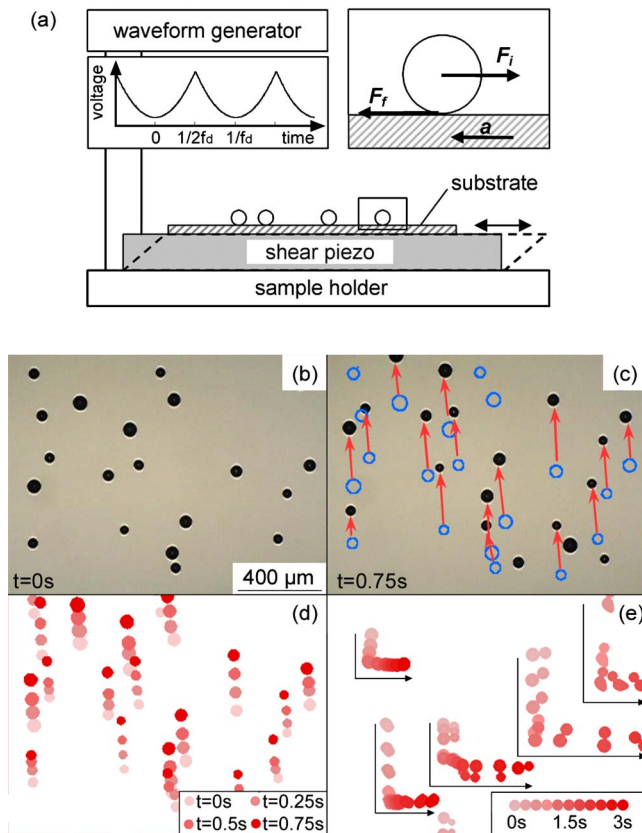 (a)
waveform generator
voltage
0 1/2fd 1/fd time
Fi
Ff
a
substrate
shear piezo
sample holder
(b)
t=0s
400 µm
(c)
t=0.75s
(d)
t=0s t=0.25s
t=0.5s t=0.75s
(e)
0s 1.5s 3s